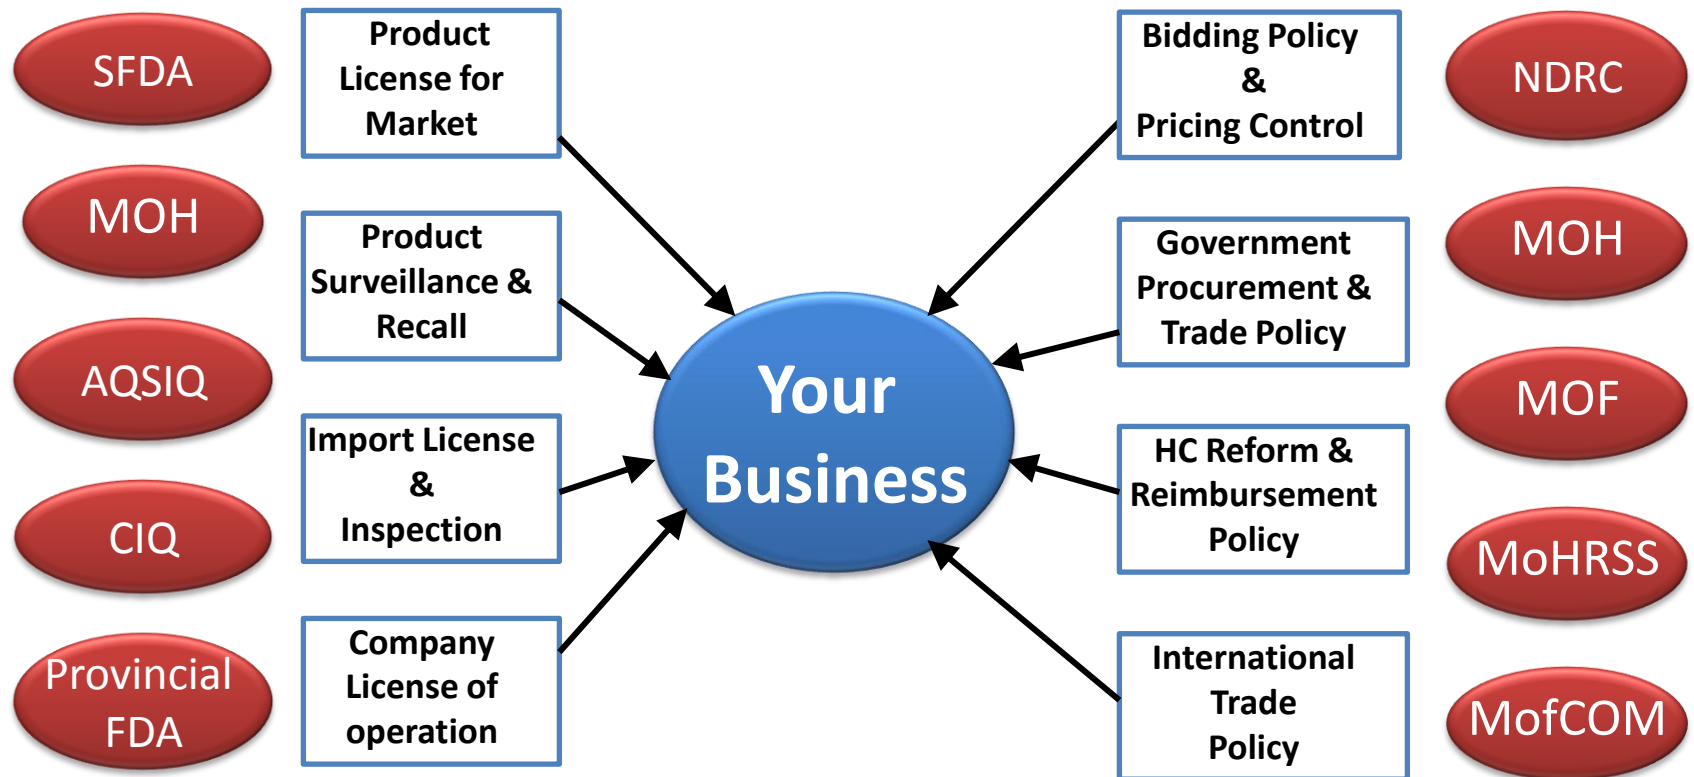 SFDA
MOH
AQSIQ
CIQ
Provincial
FDA
Product
License for
Market
Product
Surveillance &
Recall
Import License
&
Inspection
Company
License of
operation
Your
Business
Bidding Policy
&
Pricing Control
Government
Procurement &
Trade Policy
HC Reform &
Reimbursement
Policy
International
Trade
Policy
NDRC
MOH
MOF
MoHRSS
MofCOM